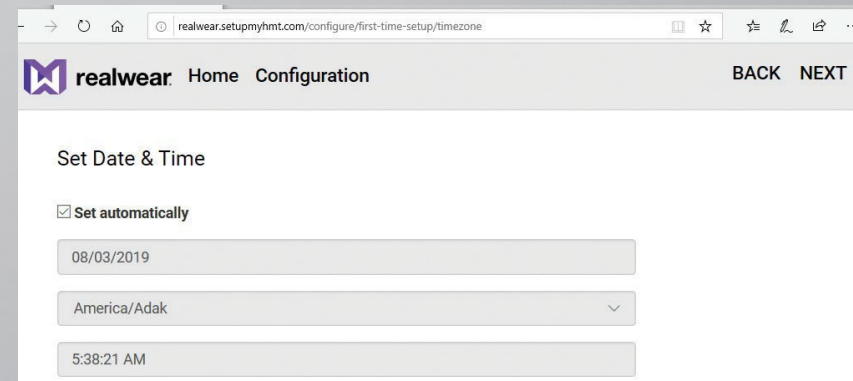 realwear.setupmyhmt.com/configure/first-time-setup/timezone
realwear. Home Configuration BACK NEXT
Set Date & Time
Set automatically
08/03/2019
America/Adak
5:38:21 AM